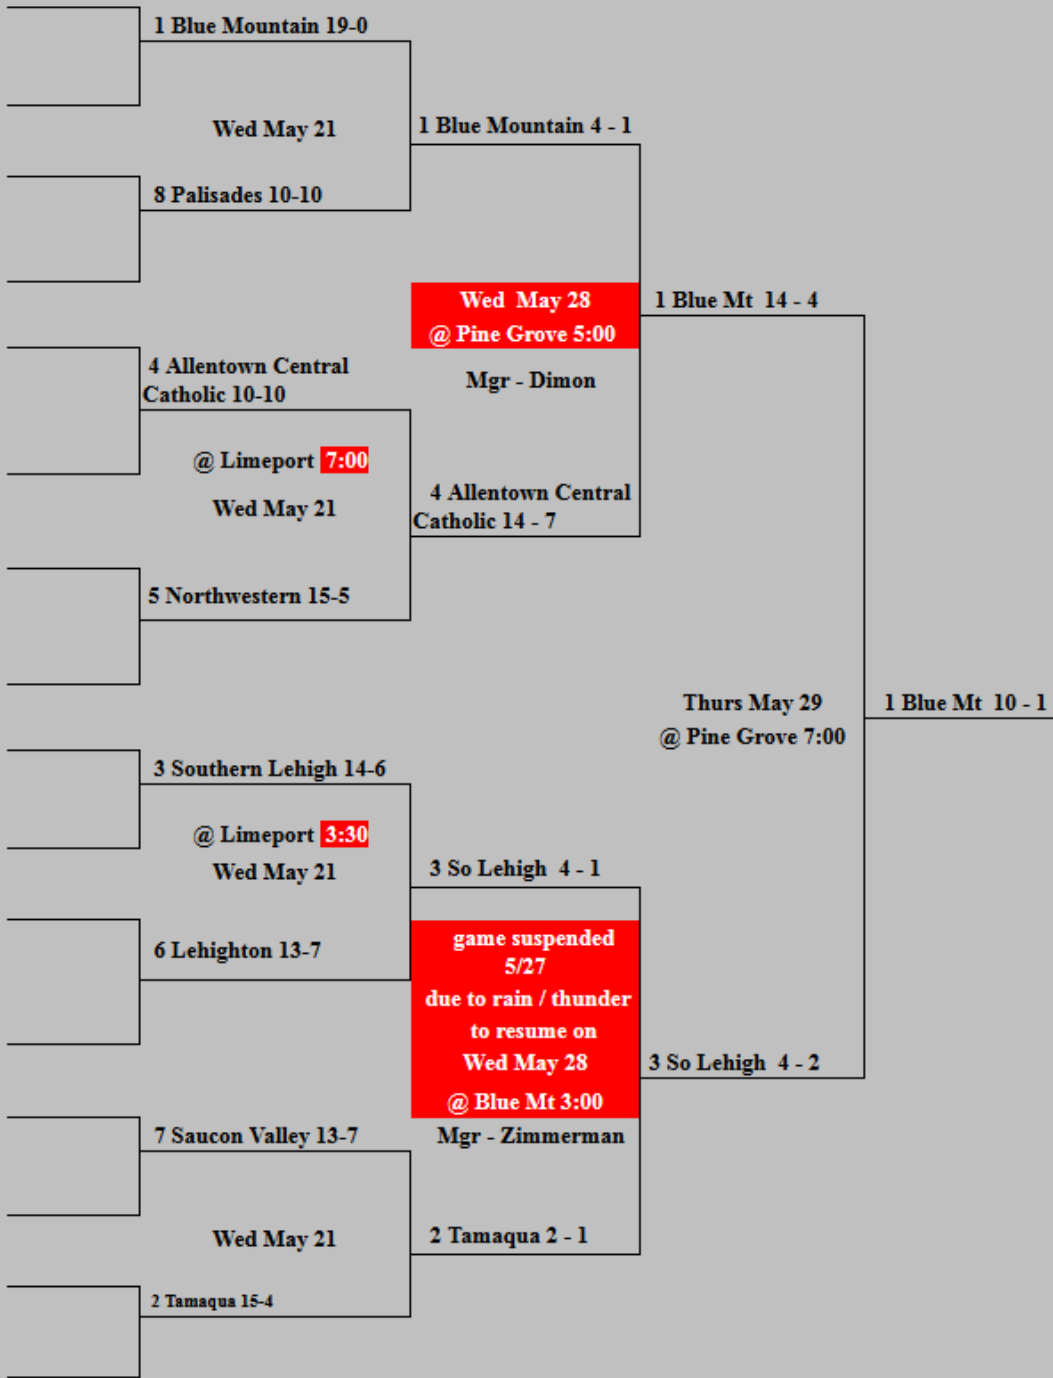 1 Blue Mountain 19-0
Wed May 21
1 Blue Mountain 4 - 1
8 Palisades 10-10
Wed  May 28
@ Pine Grove 5:00
1 Blue Mt  14 - 4
4 Allentown Central
Catholic 10-10
Mgr - Dimon
@ Limeport 7:00
Wed May 21
4 Allentown Central
Catholic 14 - 7
5 Northwestern 15-5
Thurs May 29
@ Pine Grove 7:00
1 Blue Mt  10 - 1
3 Southern Lehigh 14-6
@ Limeport 3:30
Wed May 21
3 So Lehigh  4 - 1
6 Lehighton 13-7
game suspended
5/27
due to rain / thunder
to resume on
Wed May 28
@ Blue Mt 3:00
3 So Lehigh  4 - 2
Mgr - Zimmerman
7 Saucon Valley 13-7
Wed May 21
2 Tamaqua 2 - 1
2 Tamaqua 15-4